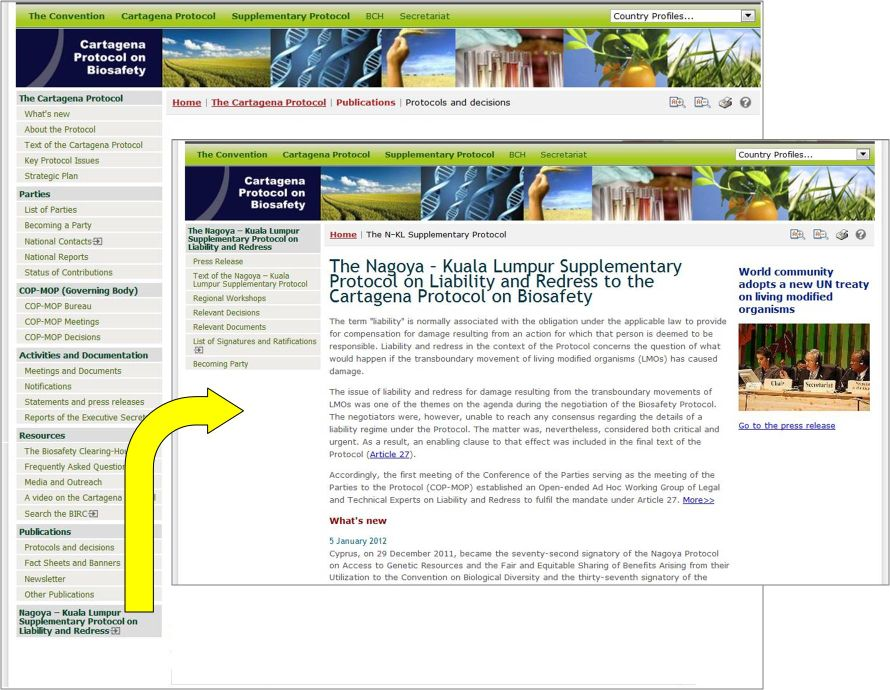 The Convention Cartagena Protocol Supplementary Protocol BCH Secretariat Country Profiles...
Cartagena
Protocol on
Biosafety
The Cartagena Protocol
What's new
About the Protocol
Text of the Cartagena Protocol
Key Protocol Issues
Strategic Plan
Parties
List of Parties
Becoming a Party
National Contacts
National Reports
Status of Contributions
COP-MOP (Governing Body)
COP-MOP Bureau
COP-MOP Meetings
COP-MOP Decisions
Activities and Documentation
Meetings and Documents
Notifications
Statements and press releases
Reports of the Executive
Resources
The Biosafety
Frequently Asked
Media and Outreach
A video on the Cartagena
Search the BIRC
Publications
Protocols and decisions
Fact Sheets and Banners
Newsletter
Other Publications
Nagoya – Kuala Lumpur
Supplementary Protocol on
Liability and Redress
Home | The Cartagena Protocol | Publications | Protocols and decisions
The Convention Cartagena Protocol Supplementary Protocol BCH Secretariat Country Profiles...
Cartagena
Protocol on
Biosafety
The Nagoya – Kuala Lumpur
Supplementary Protocol on
Liability and Redress
Press Release
Text of the Nagoya – Kuala
Lumpur Supplementary Protocol
Regional Workshops
Relevant Decisions
Relevant Documents
List of Signatures and Ratifications
Becoming Party
Home | The N-KL Supplementary Protocol
The Nagoya - Kuala Lumpur Supplementary
Protocol on Liability and Redress to the
Cartagena Protocol on Biosafety
The term "liability" is normally associated with the obligation under the applicable law to provide
for compensation for damage resulting from an action for which that person is deemed to be
responsible. Liability and redress in the context of the Protocol concerns the question of what
would happen if the transboundary movement of living modified organisms (LMOs) has caused
damage.
The issue of liability and redress for damage resulting from the transboundary movements of
LMOs was one of the themes on the agenda during the negotiation of the Biosafety Protocol.
The negotiators were, however, unable to reach any consensus regarding the details of a
liability regime under the Protocol. The matter was, nevertheless, considered both critical and
urgent. As a result, an enabling clause to that effect was included in the final text of the
Protocol (Article 27).
Accordingly, the first meeting of the Conference of the Parties serving as the meeting of the
Parties to the Protocol (COP-MOP) established an Open-ended Ad Hoc Working Group of Legal
and Technical Experts on Liability and Redress to fulfil the mandate under Article 27. More>>
What's new
5 January 2012
Cyprus, on 29 December 2011, became the seventy-second signatory of the Nagoya Protocol
on Access to Genetic Resources and the Fair and Equitable Sharing of Benefits Arising from their
Utilization to the Convention on Biological Diversity and the thirty-seventh signatory of the
World community
adopts a new UN treaty
on living modified
organisms
Chair Secretariat
Go to the press release